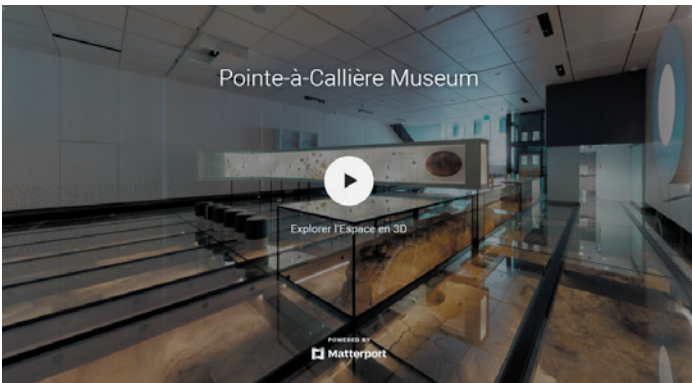 Pointe-à-Callière Museum
Explorer l'Espace en 3D
POWERED BY
Matterport